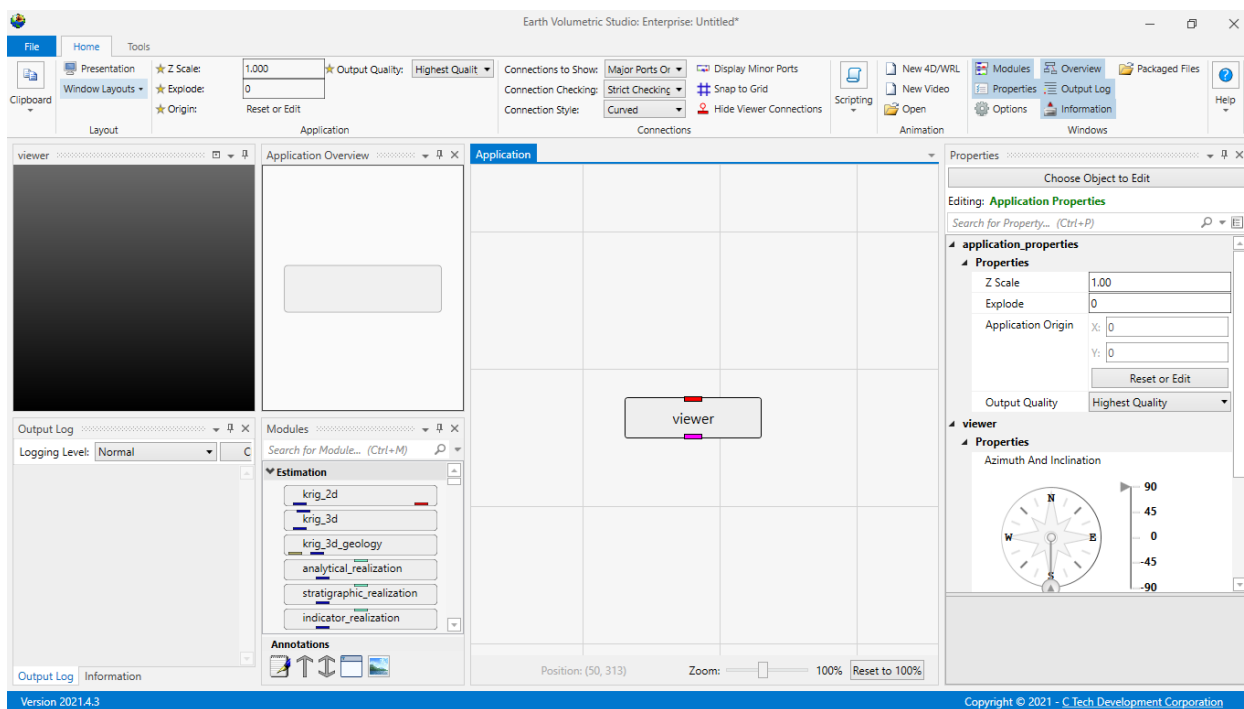 Earth Volumetric Studio: Enterprise: Untitled*
File Home Tools
Clipboard
Presentation
Window Layouts
Layout
Z Scale: 1.000
Explode: 0
Origin: Reset or Edit
Output Quality: Highest Qualit
Application
Connections to Show: Major Ports Or
Connection Checking: Strict Checking
Connection Style: Curved
Display Minor Ports
Snap to Grid
Hide Viewer Connections
Connections
Scripting
New 4D/WRL
New Video
Open
Animation
Modules Overview Packaged Files
Properties Output Log
Options Information
Windows
Help
viewer
Application Overview
Application
Output Log
Logging Level: Normal C
Output Log Information
Modules
Search for Module... (Ctrl+M)
Estimation
krig_2d
krig_3d
krig_3d_geology
analytical_realization
stratigraphic_realization
indicator_realization
Annotations
viewer
Position: (50, 313) Zoom: 100% Reset to 100%
Properties
Choose Object to Edit
Editing: Application Properties
Search for Property... (Ctrl+P)
application_properties
Properties
Z Scale 1.00
Explode 0
Application Origin X: 0
Y: 0
Reset or Edit
Output Quality Highest Quality
viewer
Properties
Azimuth And Inclination
N
W E
S
90
45
0
-45
-90
Version 2021.4.3
Copyright © 2021 - C Tech Development Corporation